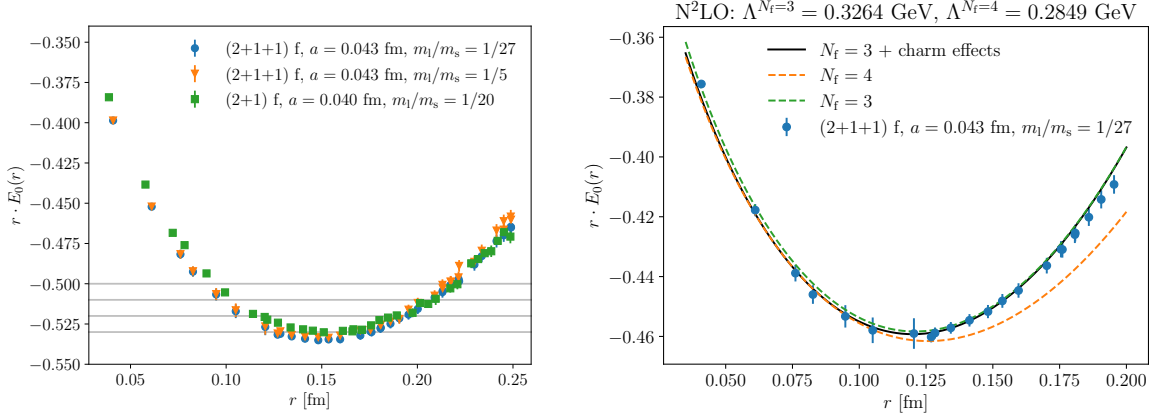 −0.350
−0.375
−0.400
−0.425
−0.450
−0.475
−0.500
−0.525
−0.550
r · E₀(r)
(2+1+1) f, a = 0.043 fm, mₗ/mₛ = 1/27
(2+1+1) f, a = 0.043 fm, mₗ/mₛ = 1/5
(2+1) f, a = 0.040 fm, mₗ/mₛ = 1/20
0.05 0.10 0.15 0.20 0.25
r [fm]
N²LO: Λ^{N_f=3} = 0.3264 GeV, Λ^{N_f=4} = 0.2849 GeV
−0.36
−0.38
−0.40
−0.42
−0.44
−0.46
r · E₀(r)
N_f = 3 + charm effects
N_f = 4
N_f = 3
(2+1+1) f, a = 0.043 fm, mₗ/mₛ = 1/27
0.050 0.075 0.100 0.125 0.150 0.175 0.200
r [fm]